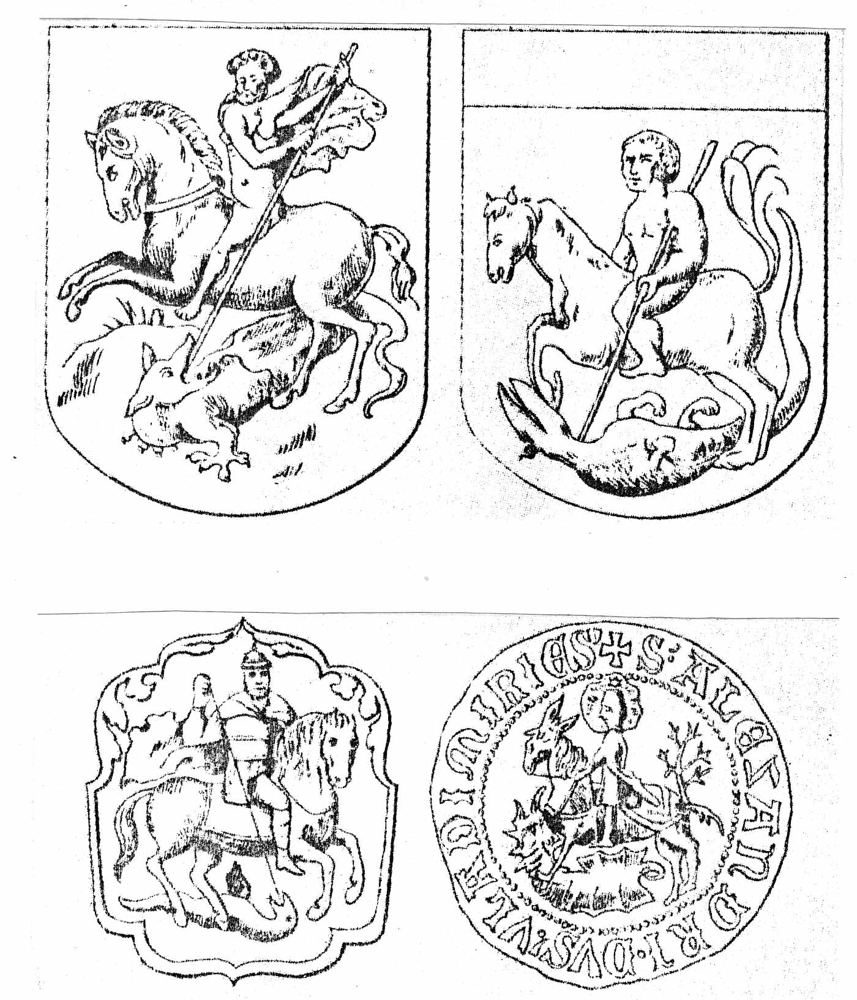 ✠ S: ALEXANDRI · DVS · VLADIMIRIES